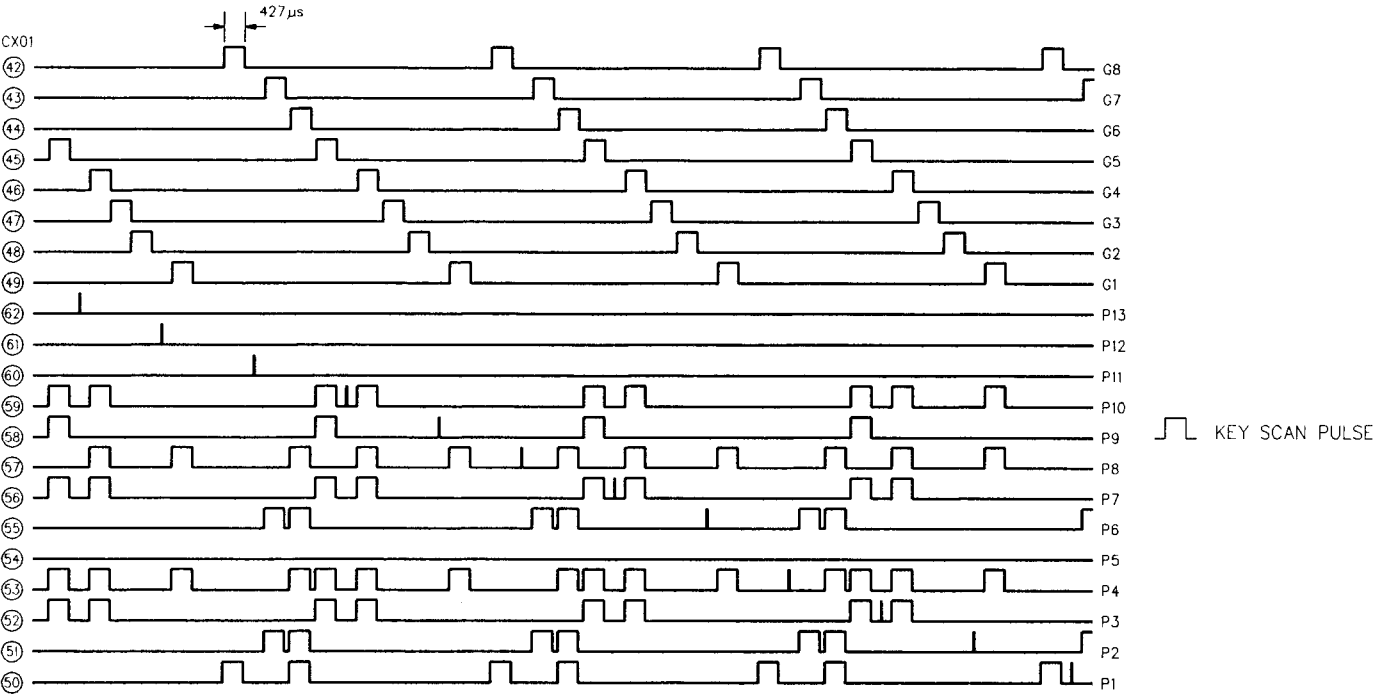 427µs
CX01
42 G8
43 G7
44 G6
45 G5
46 G4
47 G3
48 G2
49 G1
62 P13
61 P12
60 P11
59 P10
58 P9
KEY SCAN PULSE
57 P8
56 P7
55 P6
54 P5
53 P4
52 P3
51 P2
50 P1